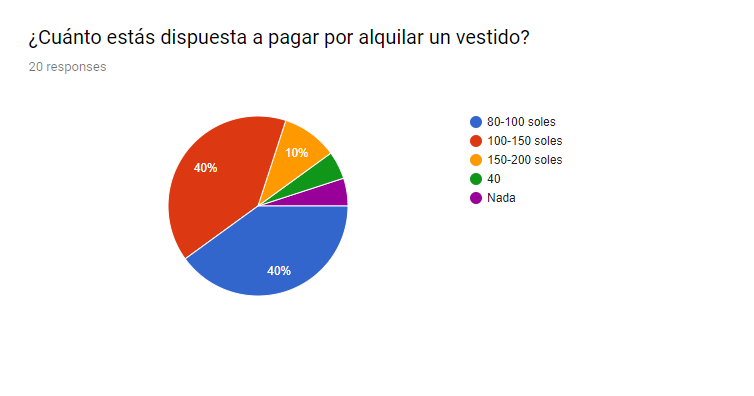 ¿Cuánto estás dispuesta a pagar por alquilar un vestido?
20 responses
80-100 soles
100-150 soles
150-200 soles
40
Nada
10%
40%
40%